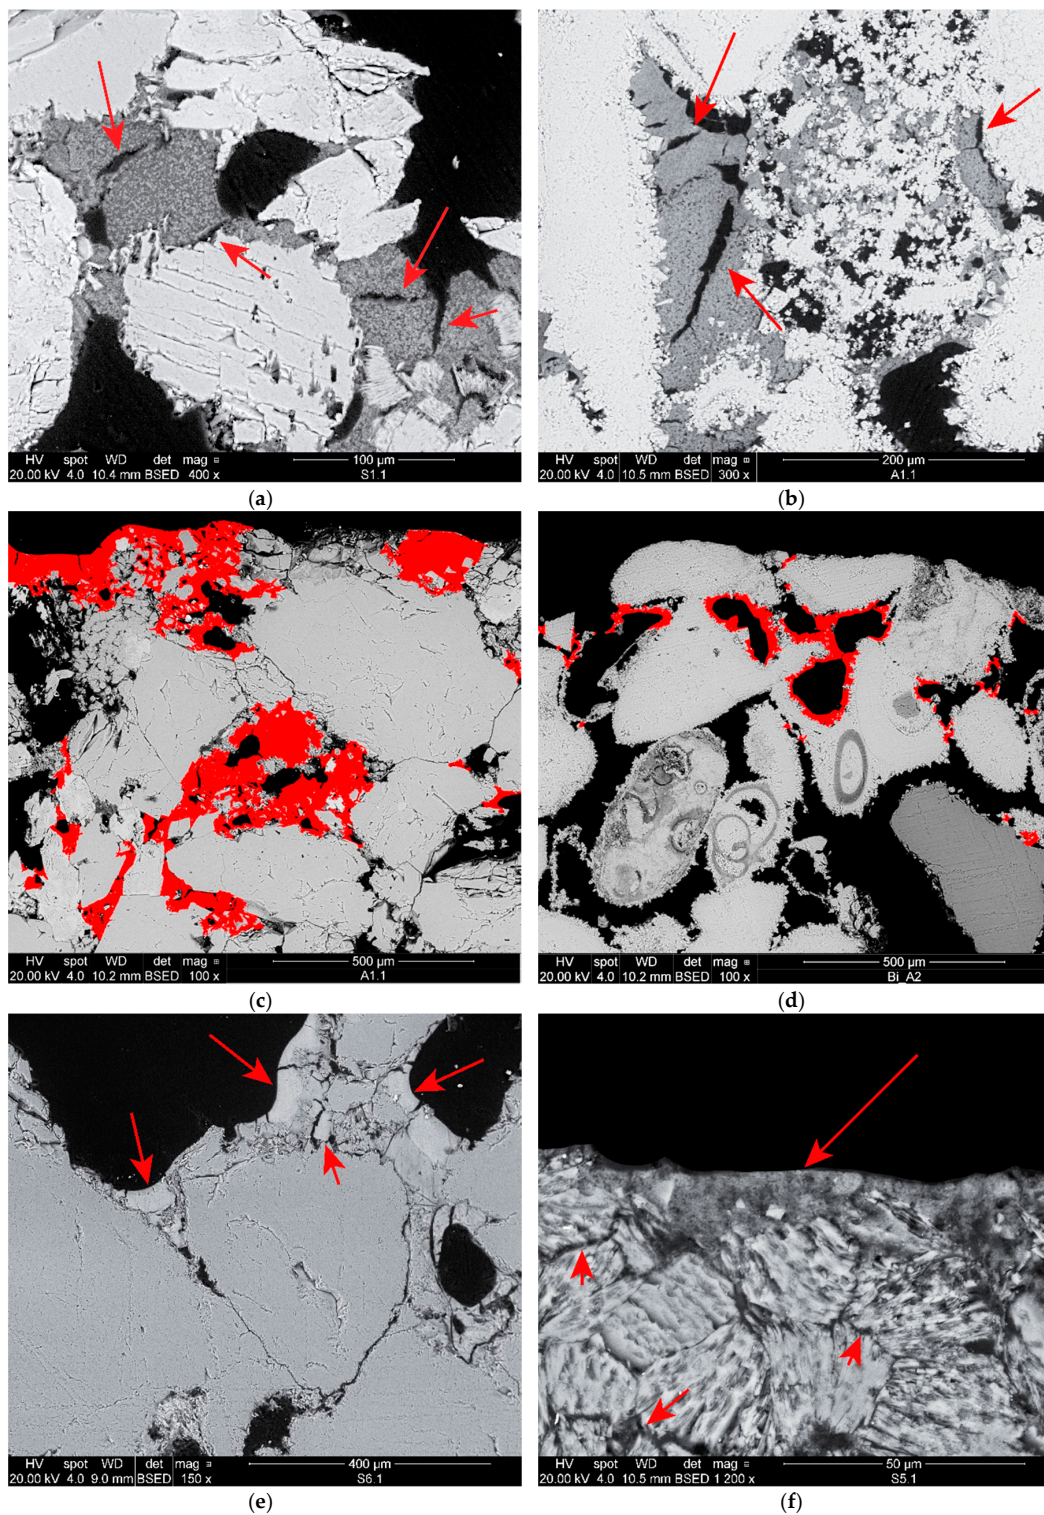 HV spot WD det mag 100 µm
20.00 kV 4.0 10.4 mm BSED 400 x S1.1
(a)
HV spot WD det mag 200 µm
20.00 kV 4.0 10.5 mm BSED 300 x A1.1
(b)
HV spot WD det mag 500 µm
20.00 kV 4.0 10.2 mm BSED 100 x A1.1
(c)
HV spot WD det mag 500 µm
20.00 kV 4.0 10.2 mm BSED 100 x Bi_A2
(d)
HV spot WD det mag 400 µm
20.00 kV 4.0 9.0 mm BSED 150 x S6.1
(e)
HV spot WD det mag 50 µm
20.00 kV 4.0 10.5 mm BSED 1 200 x S5.1
(f)